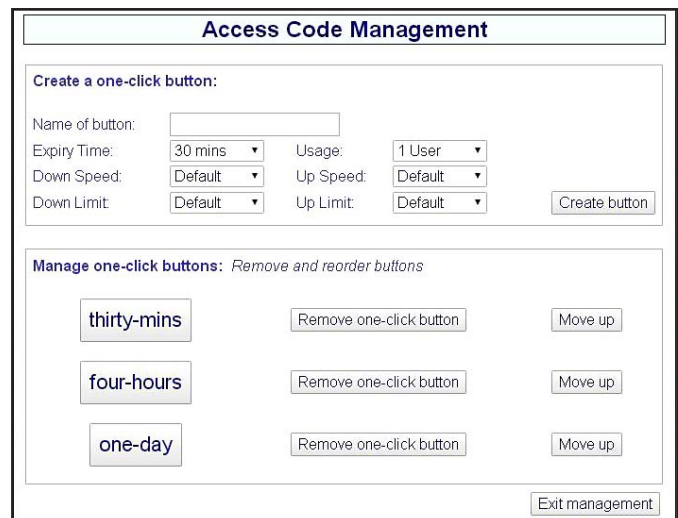 Access Code Management
Create a one-click button:
Name of button:
Expiry Time: 30 mins Usage: 1 User
Down Speed: Default Up Speed: Default
Down Limit: Default Up Limit: Default Create button
Manage one-click buttons: Remove and reorder buttons
thirty-mins Remove one-click button Move up
four-hours Remove one-click button Move up
one-day Remove one-click button Move up
Exit management